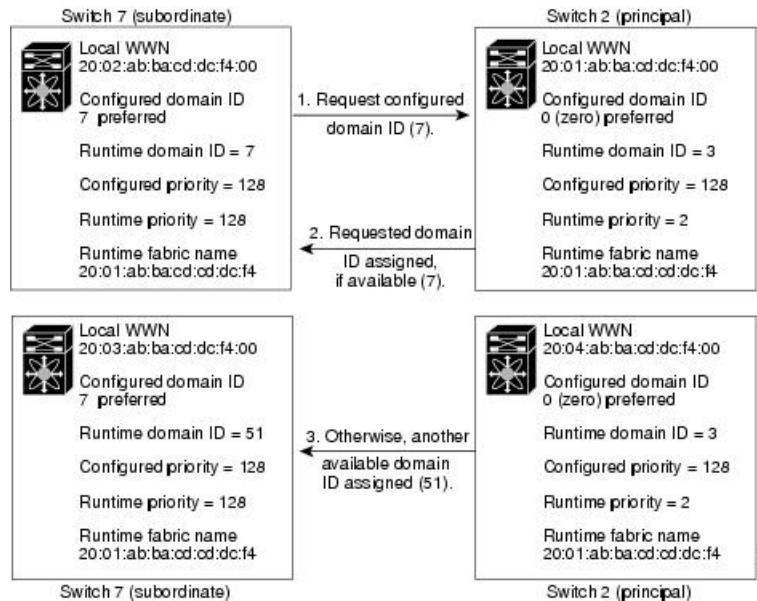 Switch 7 (subordinate)
Local WWN
20:02:ab:ba:cd:dc:f4:00
Configured domain ID
7 preferred
Runtime domain ID = 7
Configured priority = 128
Runtime priority = 128
Runtime fabric name
20:01:ab:ba:cd:cd:dc:f4
1. Request configured
domain ID (7).
2. Requested domain
ID assigned,
if available (7).
Switch 2 (principal)
Local WWN
20:01:ab:ba:cd:dc:f4:00
Configured domain ID
0 (zero) preferred
Runtime domain ID = 3
Configured priority = 128
Runtime priority = 2
Runtime fabric name
20:01:ab:ba:cd:cd:dc:f4
Local WWN
20:03:ab:ba:cd:dc:f4:00
Configured domain ID
7 preferred
Runtime domain ID = 51
Configured priority = 128
Runtime priority = 128
Runtime fabric name
20:01:ab:ba:cd:cd:dc:f4
Switch 7 (subordinate)
3. Otherwise, another
available domain
ID assigned (51).
Local WWN
20:04:ab:ba:cd:dc:f4:00
Configured domain ID
0 (zero) preferred
Runtime domain ID = 3
Configured priority = 128
Runtime priority = 2
Runtime fabric name
20:01:ab:ba:cd:cd:dc:f4
Switch 2 (principal)